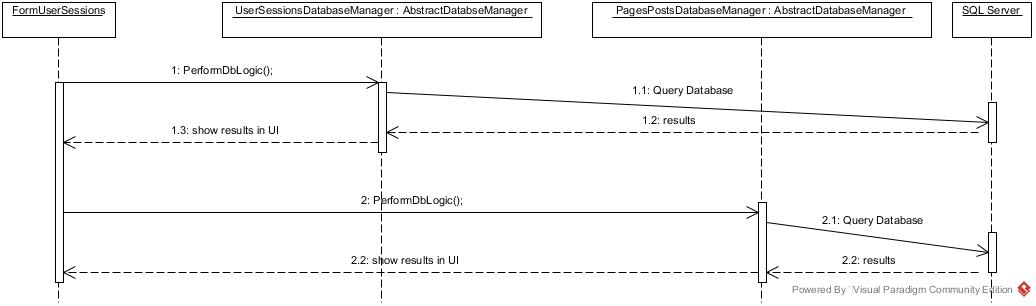 FormUserSessions
UserSessionsDatabaseManager : AbstractDatabseManager
PagesPostsDatabaseManager : AbstractDatabaseManager
SQL Server
1: PerformDbLogic();
1.1: Query Database
1.2: results
1.3: show results in UI
2: PerformDbLogic();
2.1: Query Database
2.2: show results in UI
2.2: results
Powered By Visual Paradigm Community Edition